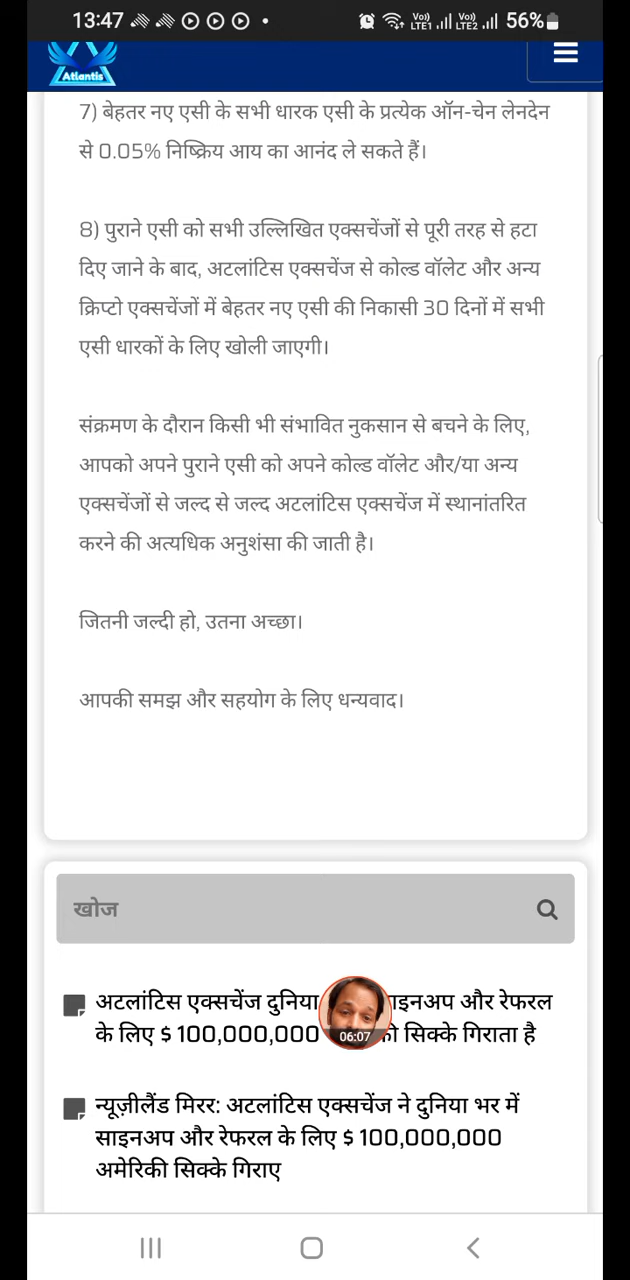 13:47
Vo)) LTE1 Vo)) LTE2 56%
Atlantis
7) बेहतर नए एसी के सभी धारक एसी के प्रत्येक ऑन-चेन लेनदेन
से 0.05% निष्क्रिय आय का आनंद ले सकते हैं।
8) पुराने एसी को सभी उल्लिखित एक्सचेंजों से पूरी तरह से हटा
दिए जाने के बाद, अटलांटिस एक्सचेंज से कोल्ड वॉलेट और अन्य
क्रिप्टो एक्सचेंजों में बेहतर नए एसी की निकासी 30 दिनों में सभी
एसी धारकों के लिए खोली जाएगी।
संक्रमण के दौरान किसी भी संभावित नुकसान से बचने के लिए,
आपको अपने पुराने एसी को अपने कोल्ड वॉलेट और/या अन्य
एक्सचेंजों से जल्द से जल्द अटलांटिस एक्सचेंज में स्थानांतरित
करने की अत्यधिक अनुशंसा की जाती है।
जितनी जल्दी हो, उतना अच्छा।
आपकी समझ और सहयोग के लिए धन्यवाद।
खोज
अटलांटिस एक्सचेंज दुनिया इनअप और रेफरल
के लिए $ 100,000,000 सिक्के गिराता है
06:07
न्यूज़ीलैंड मिरर: अटलांटिस एक्सचेंज ने दुनिया भर में
साइनअप और रेफरल के लिए $ 100,000,000
अमेरिकी सिक्के गिराए